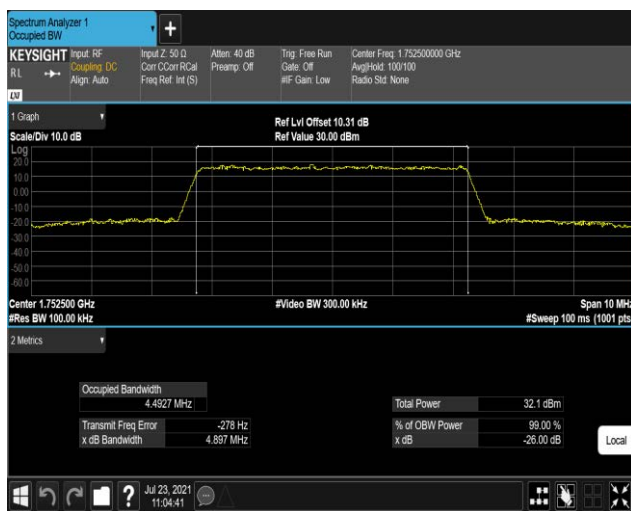 Spectrum Analyzer 1
Occupied BW
KEYSIGHT
RL
LXI
Input: RF
Coupling: DC
Align: Auto
Input Z: 50 Ω
Corr CCorr RCal
Freq Ref: Int (S)
Atten: 40 dB
Preamp: Off
Trig: Free Run
Gate: Off
#IF Gain: Low
Center Freq: 1.752500000 GHz
Avg|Hold: 100/100
Radio Std: None
1 Graph
Scale/Div 10.0 dB
Ref Lvl Offset 10.31 dB
Ref Value 30.00 dBm
Log
20.0
10.0
0.00
-10.0
-20.0
-30.0
-40.0
-50.0
-60.0
Center 1.752500 GHz
#Res BW 100.00 kHz
#Video BW 300.00 kHz
Span 10 MHz
#Sweep 100 ms (1001 pts
2 Metrics
Occupied Bandwidth
4.4927 MHz
Transmit Freq Error -278 Hz
x dB Bandwidth 4.897 MHz
Total Power 32.1 dBm
% of OBW Power 99.00 %
x dB -26.00 dB
Local
?
Jul 23, 2021
11:04:41